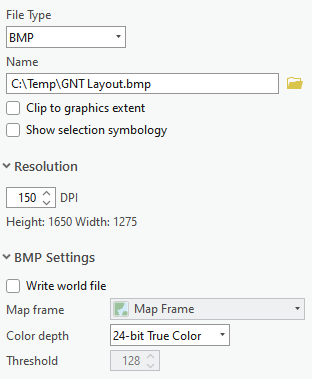 File Type
BMP
Name
C:\Temp\GNT Layout.bmp
Clip to graphics extent
Show selection symbology
Resolution
150 DPI
Height: 1650 Width: 1275
BMP Settings
Write world file
Map frame Map Frame
Color depth 24-bit True Color
Threshold 128